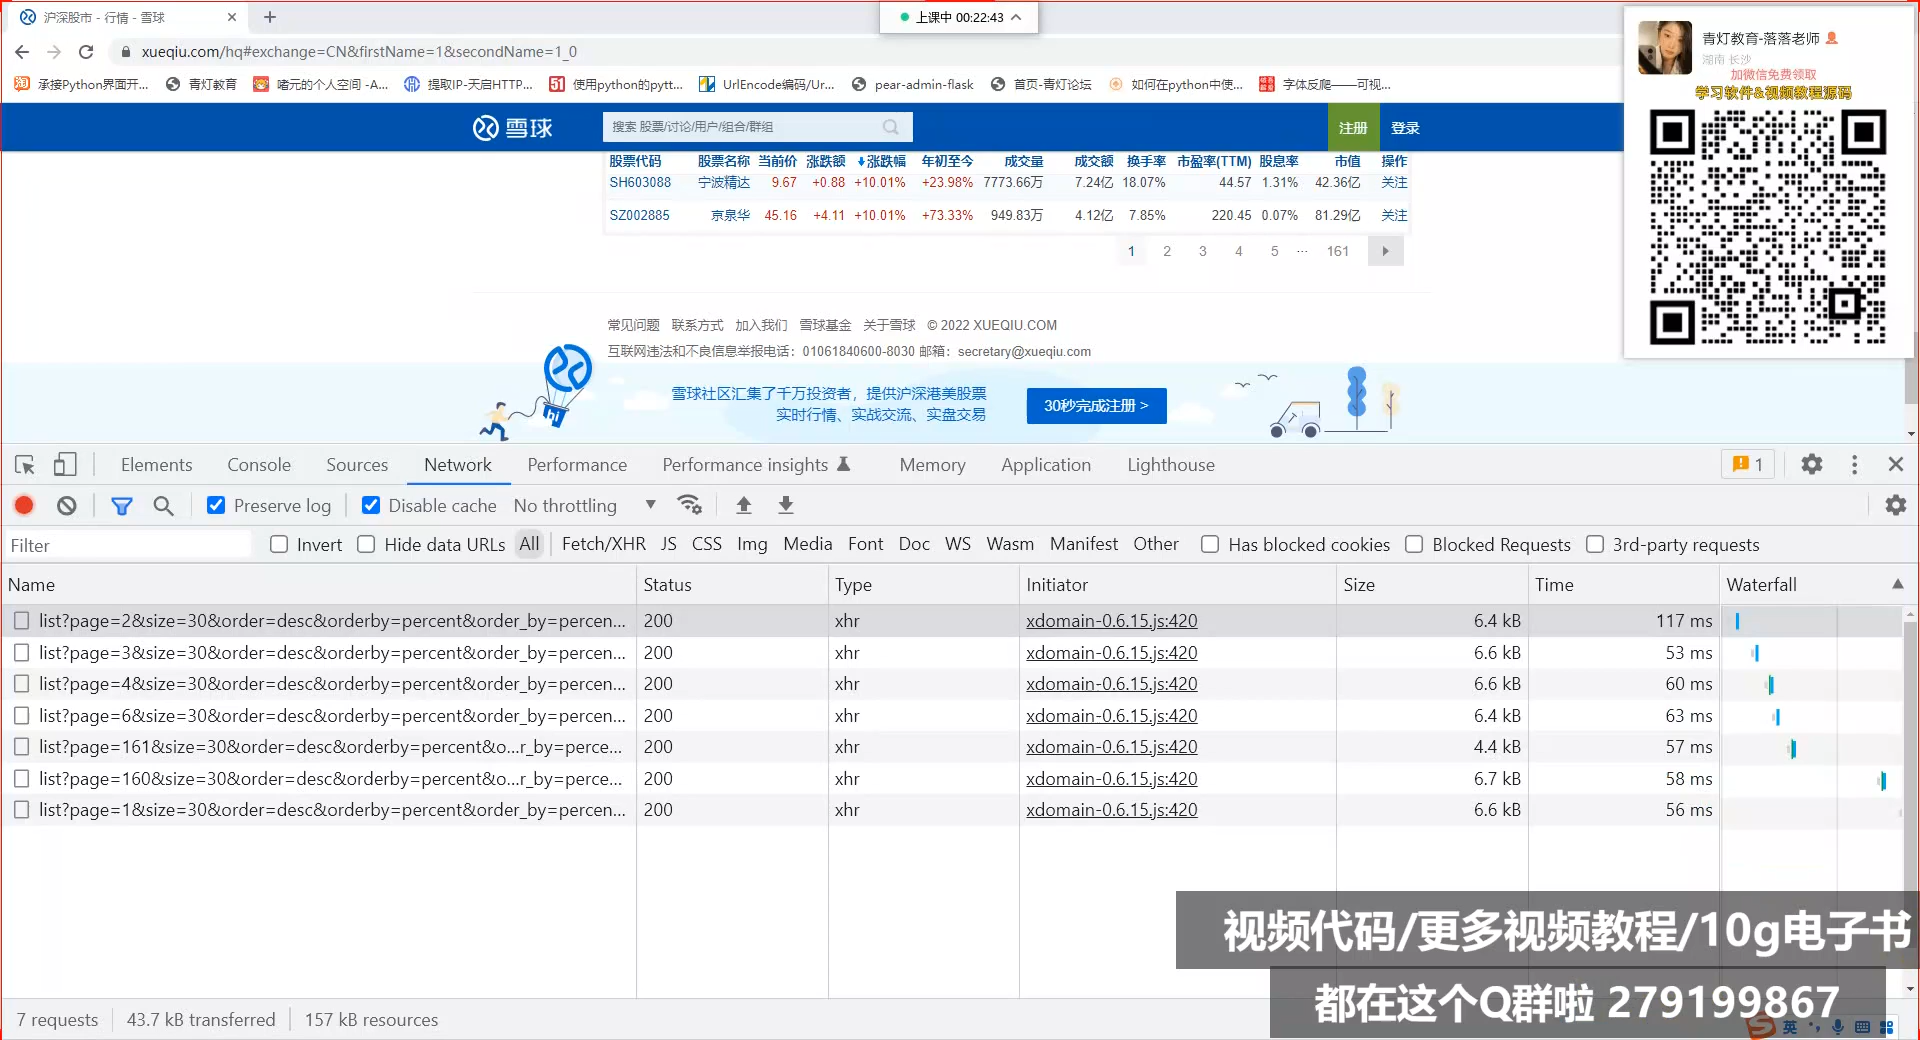 沪深股市 - 行情 - 雪球
上课中 00:22:43
xueqiu.com/hq#exchange=CN&firstName=1&secondName=1_0
承接Python界面开... 青灯教育 啫元的个人空间 -A... 提取IP-天启HTTP... 使用python的pytt... UrlEncode编码/Ur... pear-admin-flask 首页-青灯论坛 如何在python中使... 字体反爬——可视...
青灯教育-落落老师
湖南 长沙
加微信免费领取
学习软件&视频教程源码
雪球 搜索 股票/讨论/用户/组合/群组 注册 登录
股票代码 股票名称 当前价 涨跌额 涨跌幅 年初至今 成交量 成交额 换手率 市盈率(TTM) 股息率 市值 操作
SH603088 宁波精达 9.67 +0.88 +10.01% +23.98% 7773.66万 7.24亿 18.07% 44.57 1.31% 42.36亿 关注
SZ002885 京泉华 45.16 +4.11 +10.01% +73.33% 949.83万 4.12亿 7.85% 220.45 0.07% 81.29亿 关注
1 2 3 4 5 ... 161
常见问题 联系方式 加入我们 雪球基金 关于雪球 © 2022 XUEQIU.COM
互联网违法和不良信息举报电话：01061840600-8030 邮箱：secretary@xueqiu.com
hi
雪球社区汇集了千万投资者，提供沪深港美股票
实时行情、实战交流、实盘交易
30秒完成注册 >
Elements Console Sources Network Performance Performance insights Memory Application Lighthouse 1
Preserve log Disable cache No throttling
Filter Invert Hide data URLs All Fetch/XHR JS CSS Img Media Font Doc WS Wasm Manifest Other Has blocked cookies Blocked Requests 3rd-party requests
Name Status Type Initiator Size Time Waterfall
list?page=2&size=30&order=desc&orderby=percent&order_by=percen... 200 xhr xdomain-0.6.15.js:420 6.4 kB 117 ms
list?page=3&size=30&order=desc&orderby=percent&order_by=percen... 200 xhr xdomain-0.6.15.js:420 6.6 kB 53 ms
list?page=4&size=30&order=desc&orderby=percent&order_by=percen... 200 xhr xdomain-0.6.15.js:420 6.6 kB 60 ms
list?page=6&size=30&order=desc&orderby=percent&order_by=percen... 200 xhr xdomain-0.6.15.js:420 6.4 kB 63 ms
list?page=161&size=30&order=desc&orderby=percent&o...r_by=perce... 200 xhr xdomain-0.6.15.js:420 4.4 kB 57 ms
list?page=160&size=30&order=desc&orderby=percent&o...r_by=perce... 200 xhr xdomain-0.6.15.js:420 6.7 kB 58 ms
list?page=1&size=30&order=desc&orderby=percent&order_by=percen... 200 xhr xdomain-0.6.15.js:420 6.6 kB 56 ms
视频代码/更多视频教程/10g电子书
都在这个Q群啦 279199867
7 requests 43.7 kB transferred 157 kB resources
英